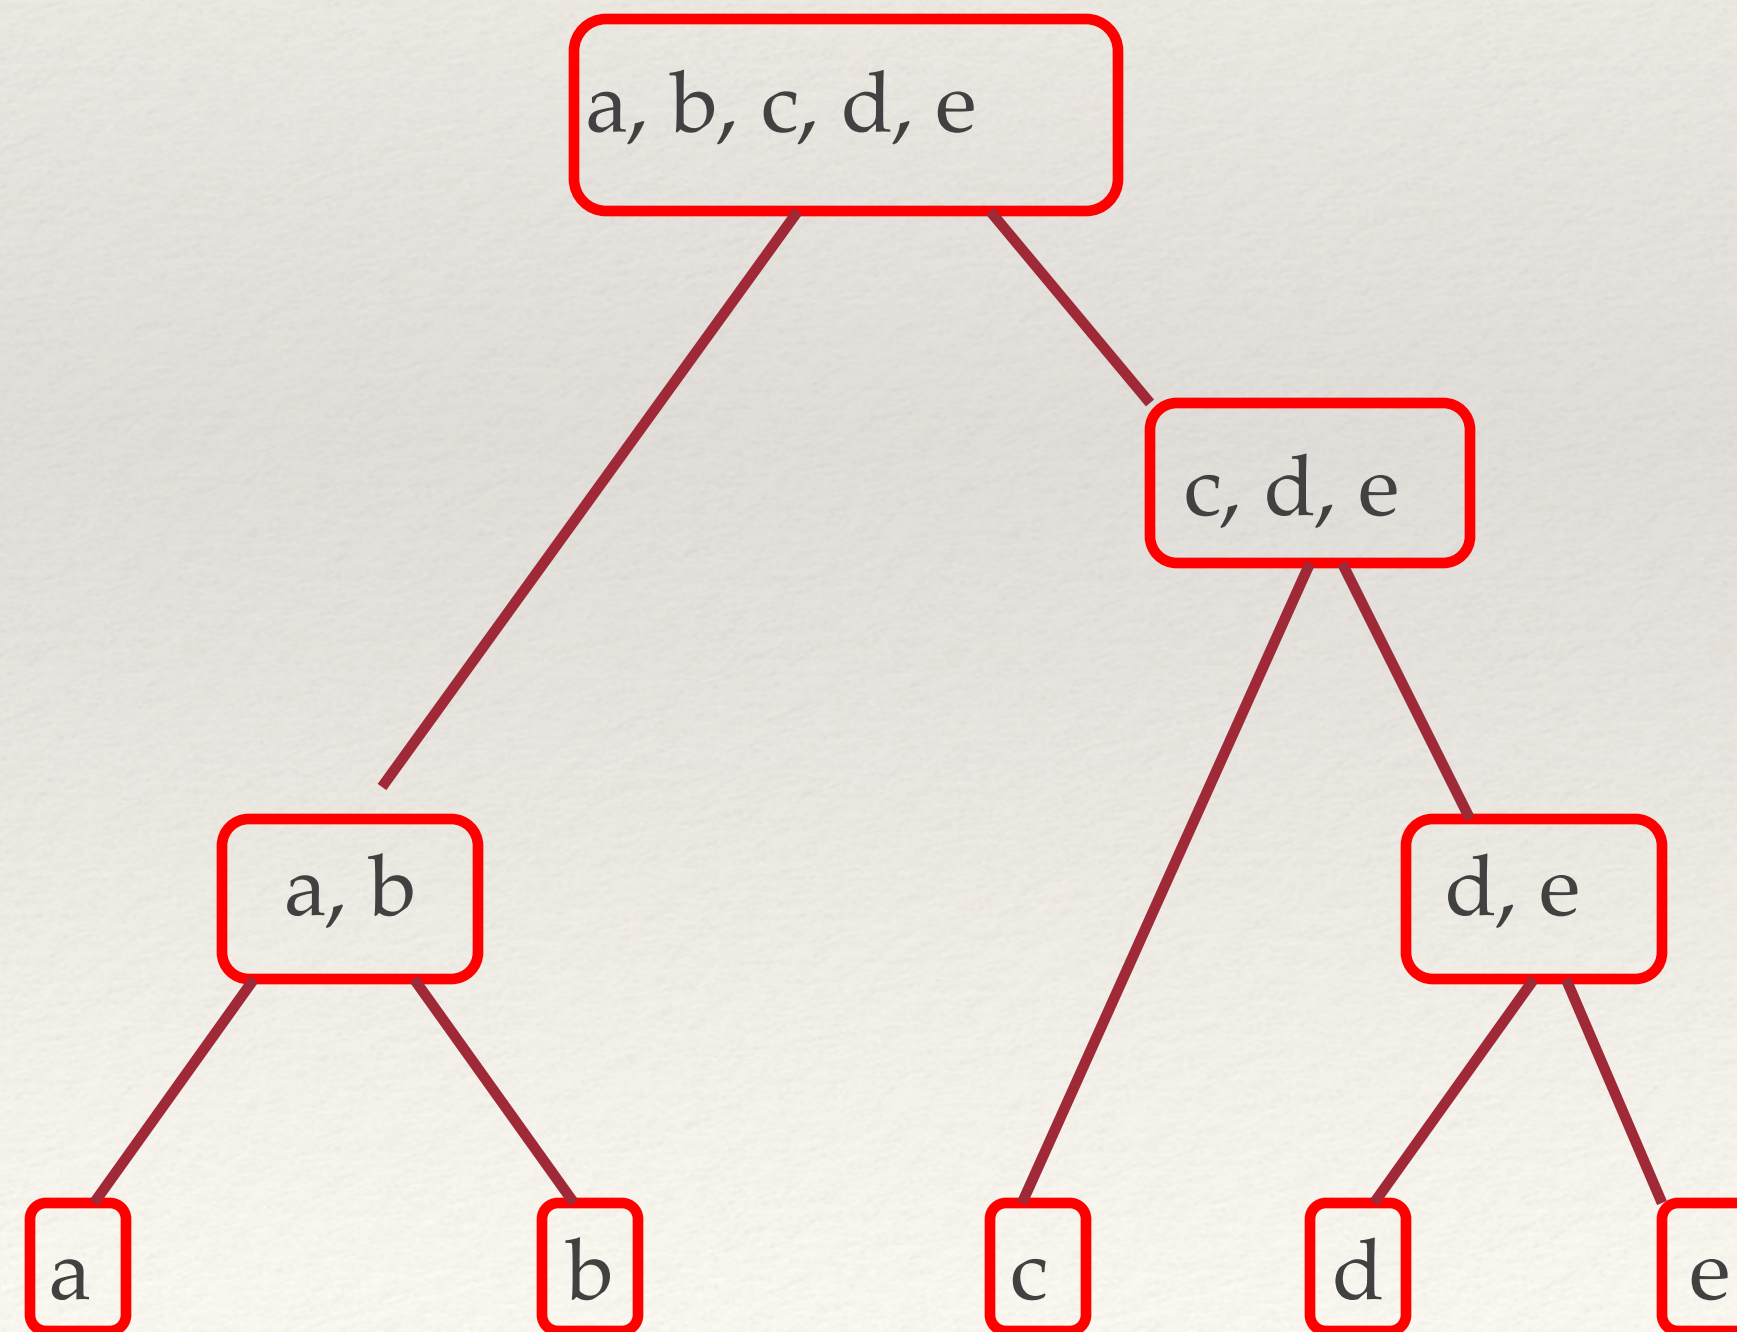 a, b, c, d, e
c, d, e
a, b
d, e
a
b
c
d
e